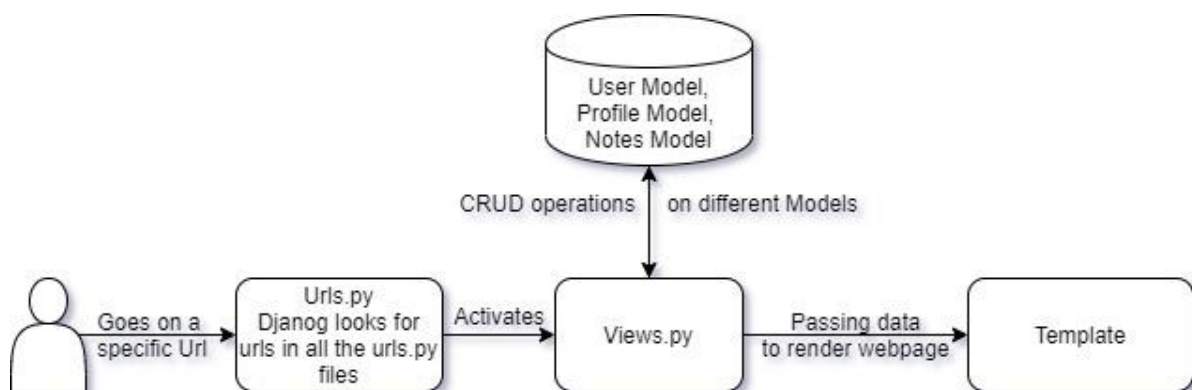 User Model,
Profile Model,
Notes Model
CRUD operations
on different Models
Goes on a
specific Url
Urls.py
Djanog looks for
urls in all the urls.py
files
Activates
Views.py
Passing data
to render webpage
Template